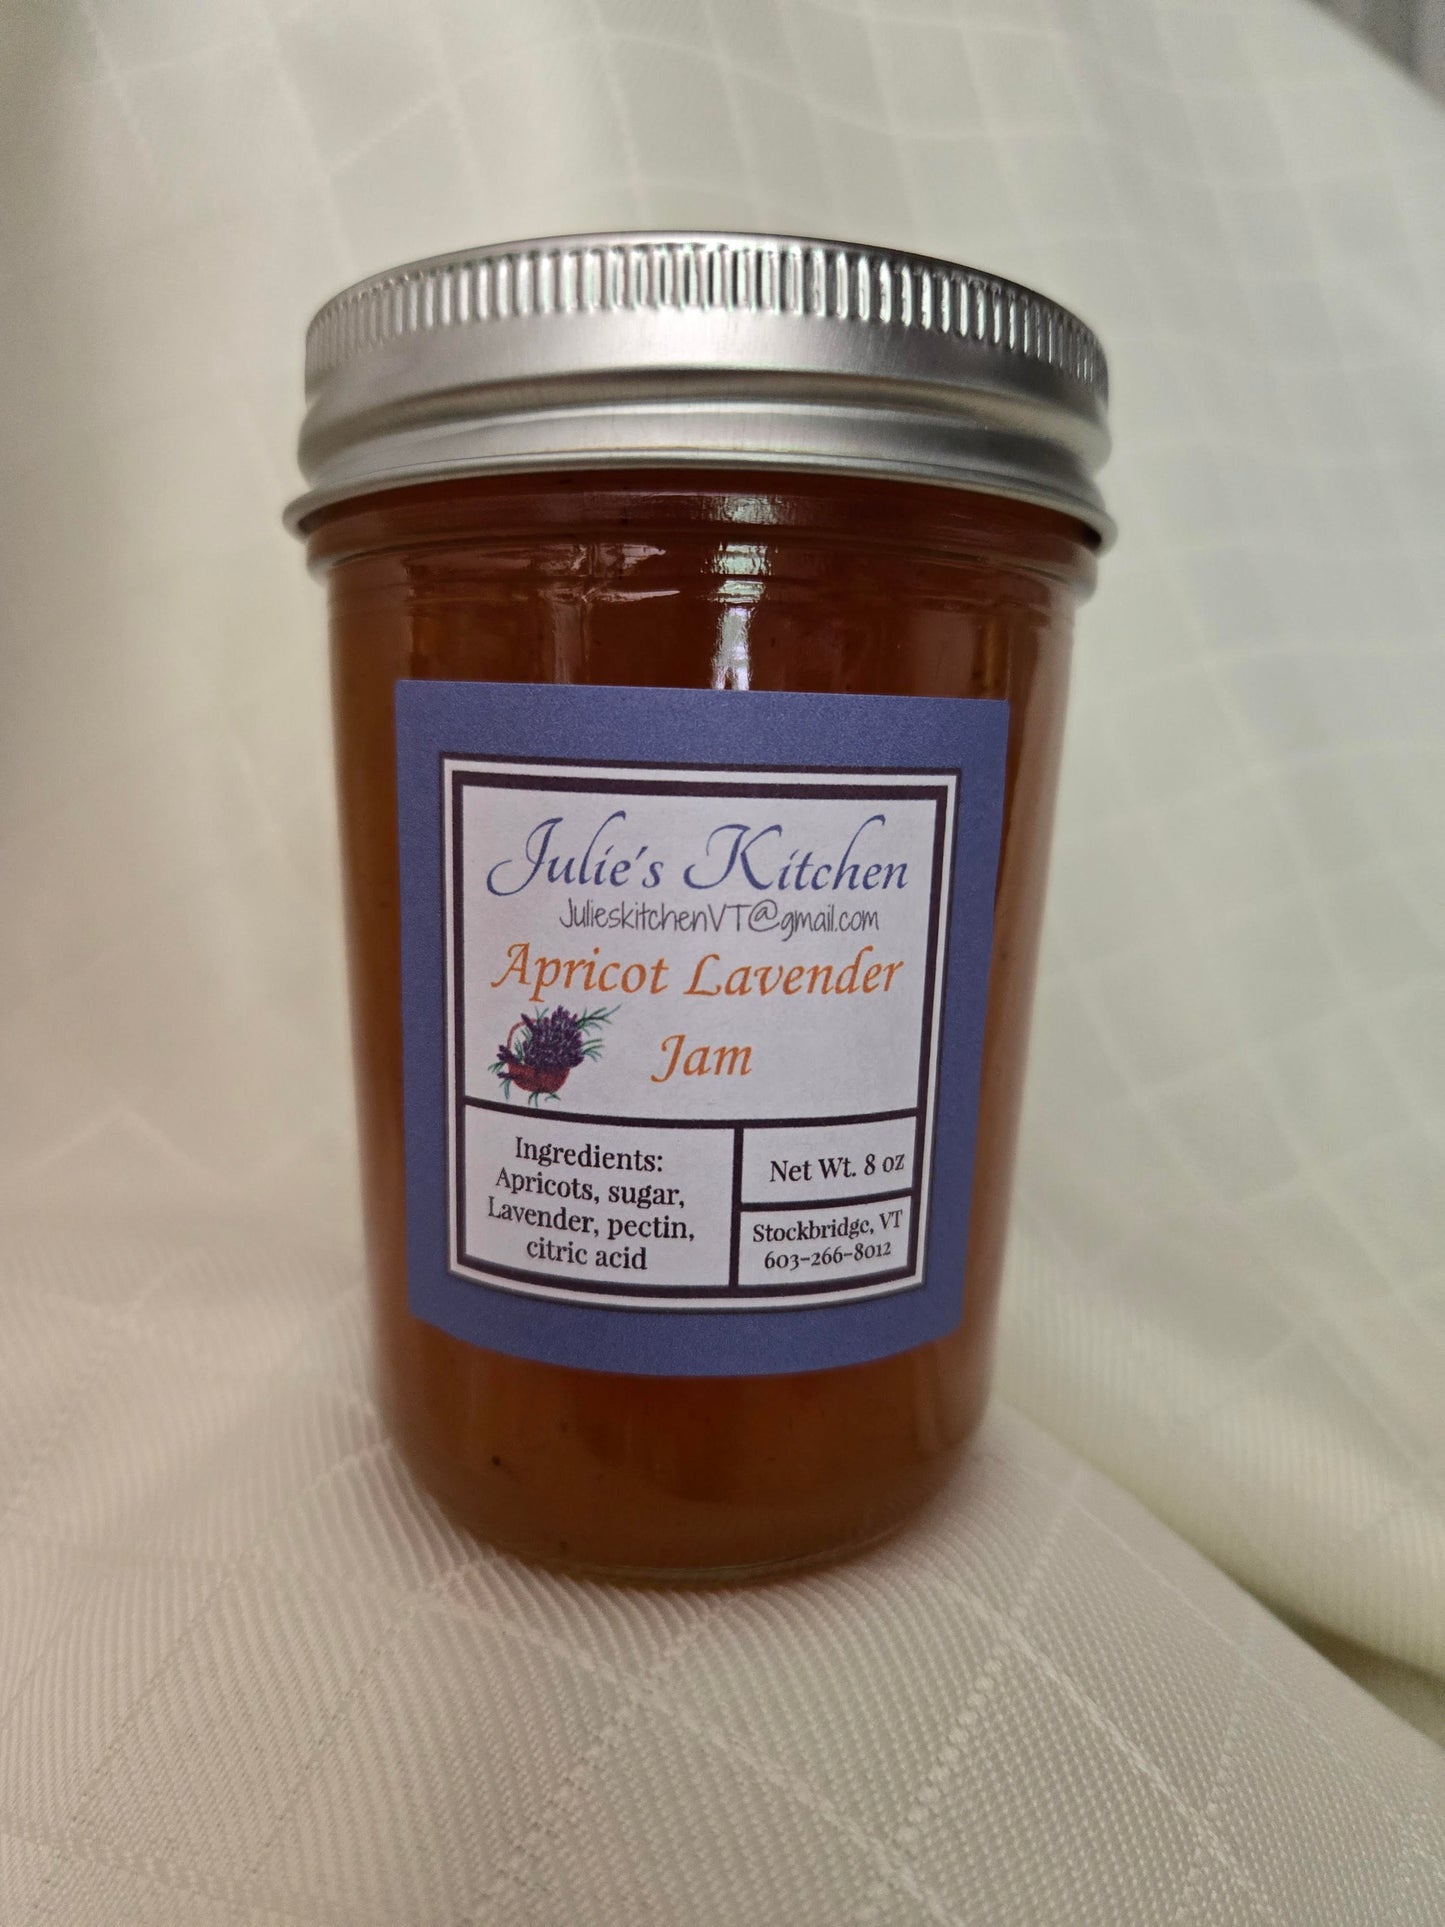 Julie's Kitchen
JulieskitchenVT@gmail.com
Apricot Lavender
Jam
Ingredients:
Apricots, sugar,
Lavender, pectin,
citric acid
Net Wt. 8 oz
Stockbridge, VT
603-266-8012